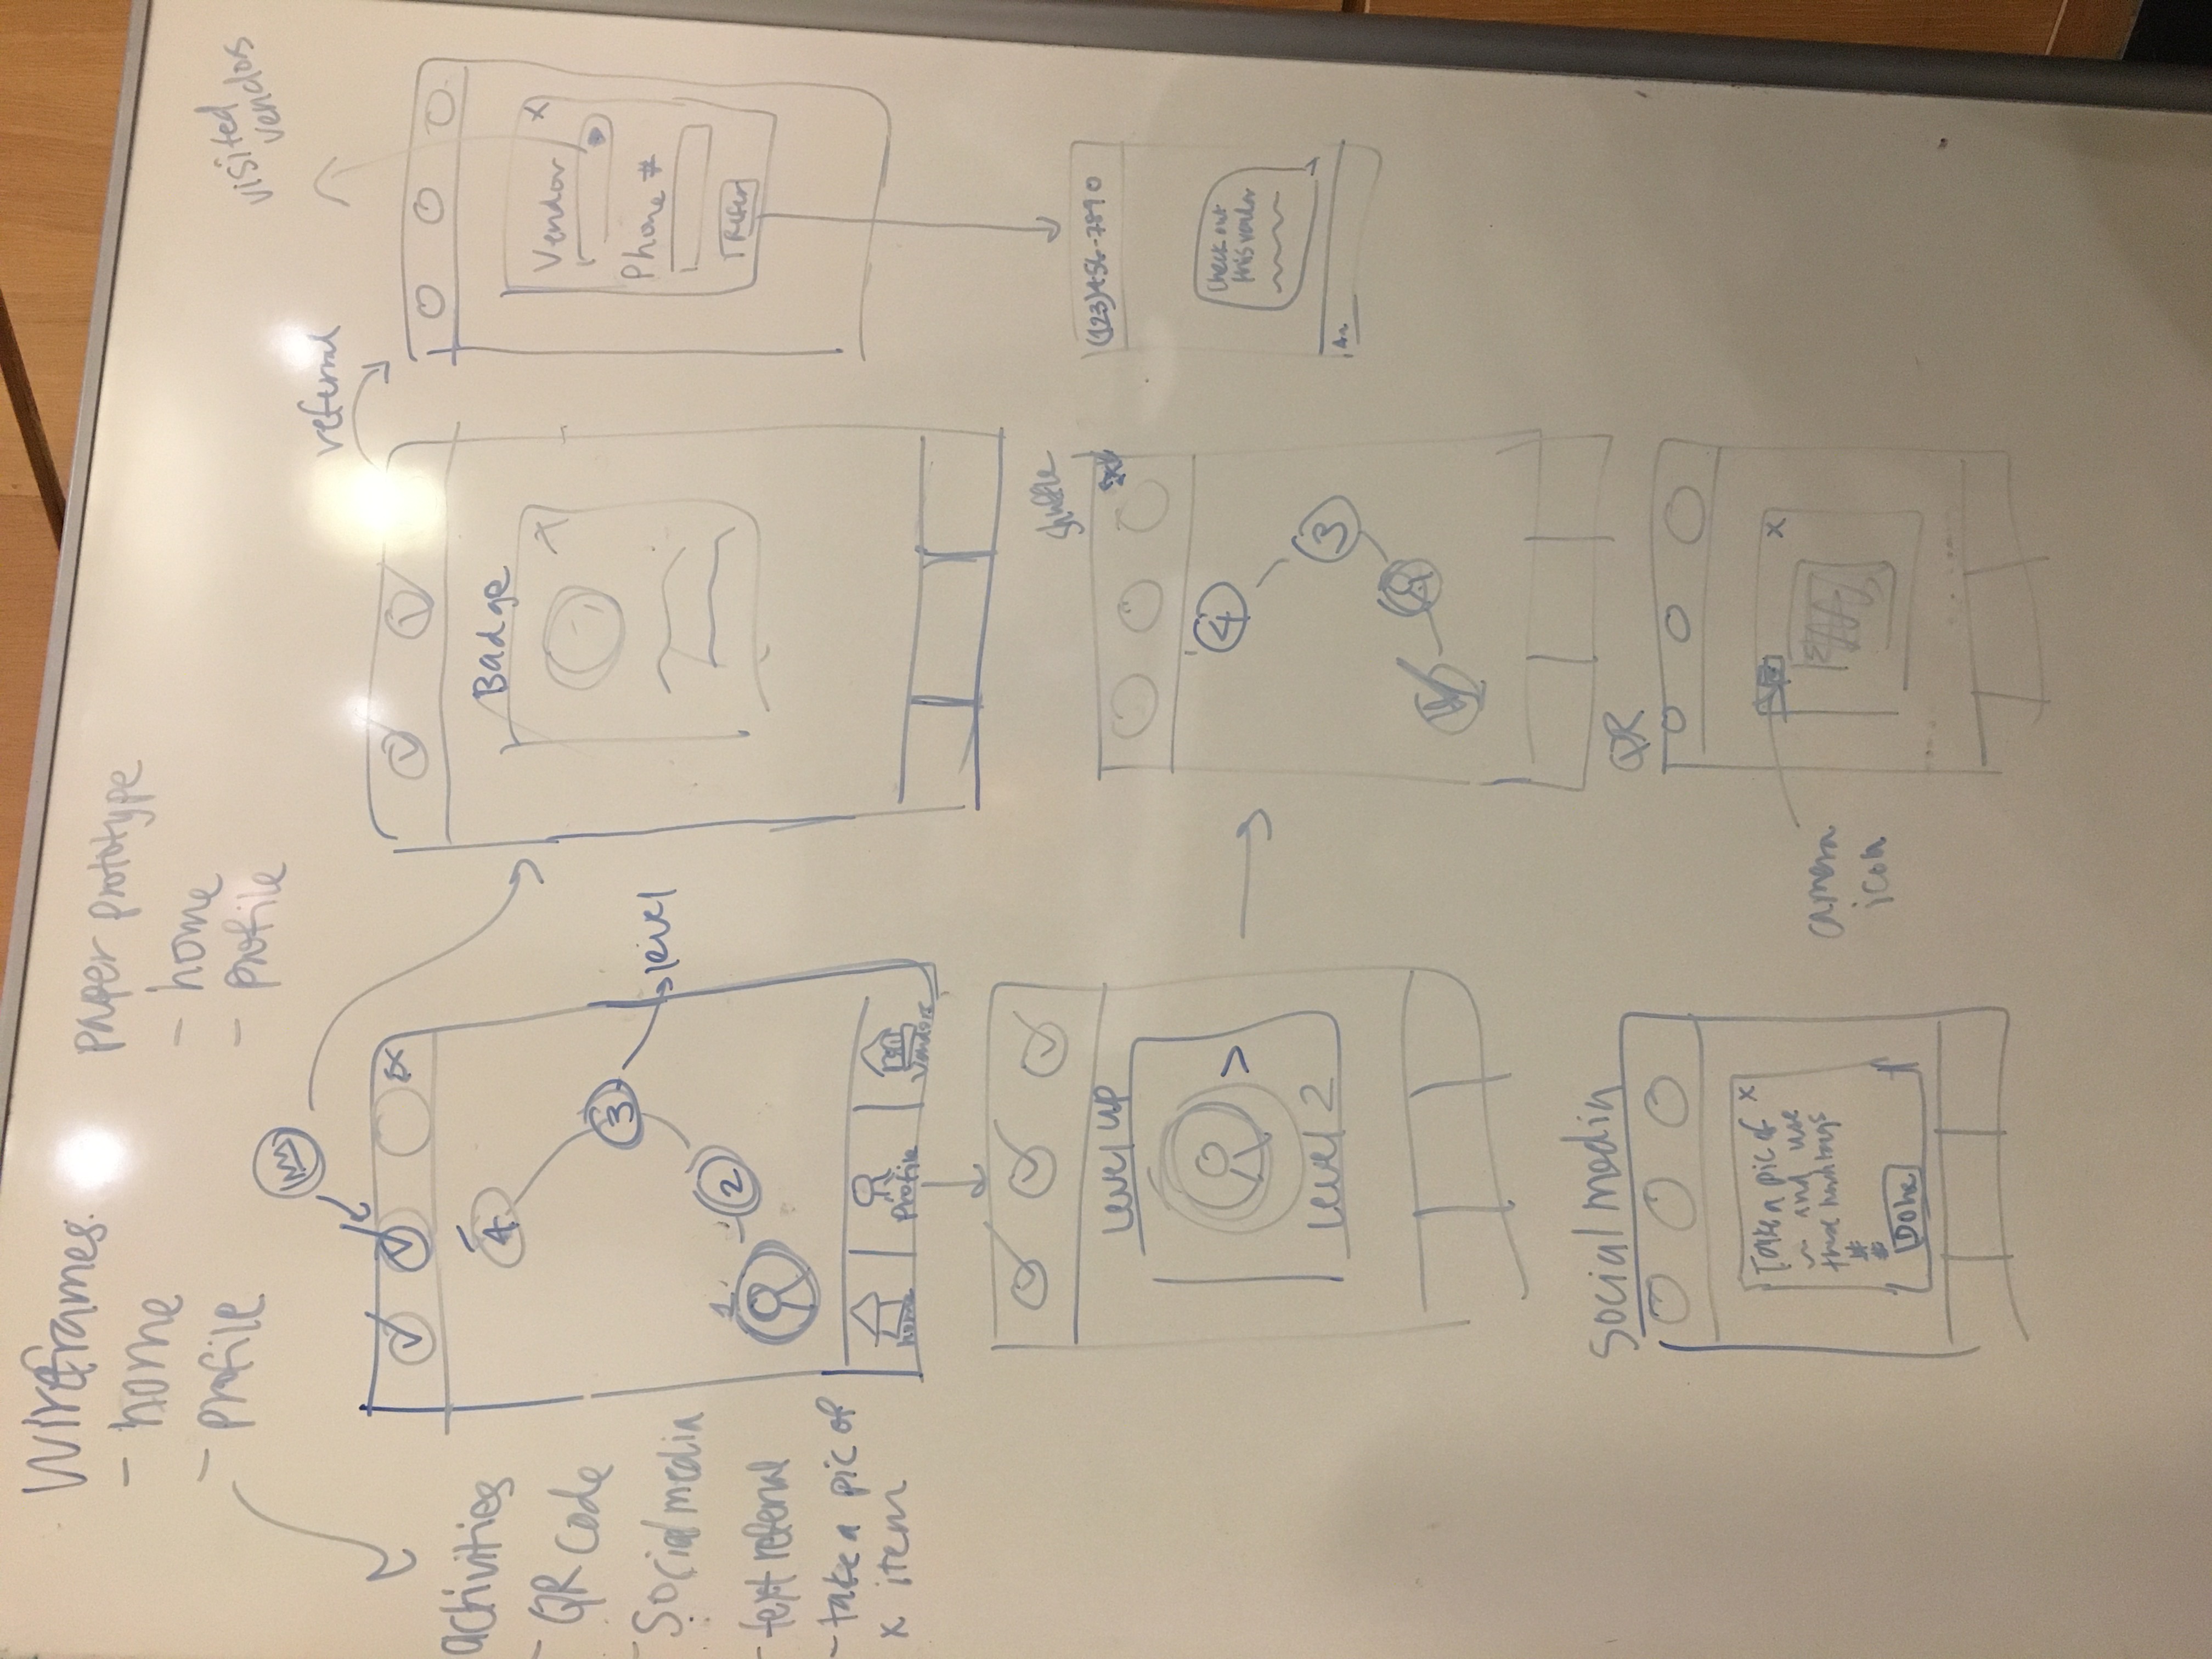 Wireframes:
- home
- profile
paper prototype
- home
- profile
visited
vendors
referral
activities
- QR code
- Social media
- text referral
- take a pic of
x item
4
3
level
2
1
home
Profile
Vendors
Badge
x
Vendor
Phone #
Refer
Level up
>
Level 2
shuffle
4
3
(123)456-7890
Check out
this vendor
Social media
Take a pic of x
and use
these hashtags
#
#
Done
QR
x
camera
icon